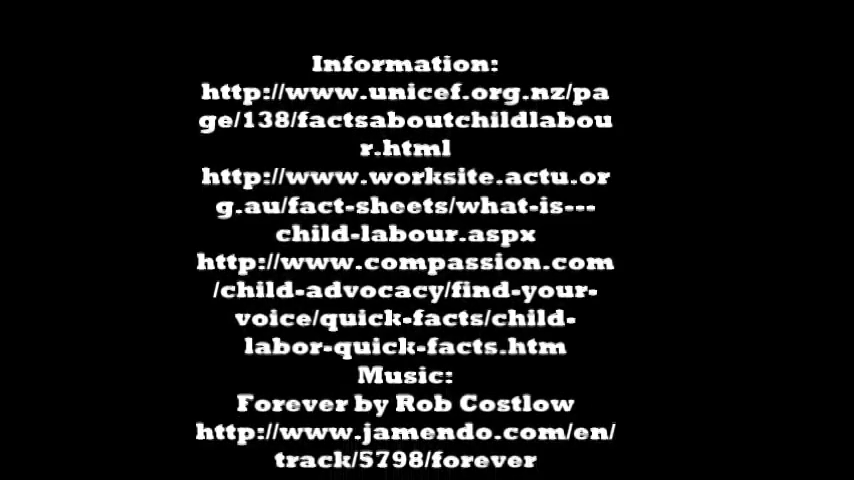 Information:
http://www.unicef.org.nz/pa
ge/138/factsaboutchildlabou
r.html
http://www.worksite.actu.or
g.au/fact-sheets/what-is---
child-labour.aspx
http://www.compassion.com
/child-advocacy/find-your-
voice/quick-facts/child-
labor-quick-facts.htm
Music:
Forever by Rob Costlow
http://www.jamendo.com/en/
track/5798/forever